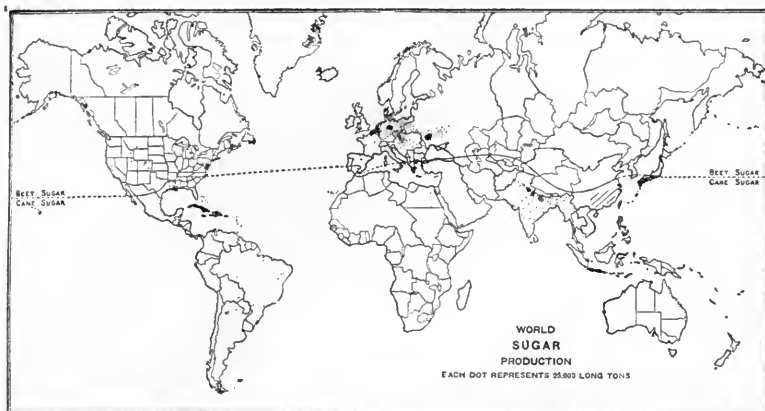 BEET SUGAR
CANE SUGAR
BEET SUGAR
CANE SUGAR
WORLD
SUGAR
PRODUCTION
EACH DOT REPRESENTS 25,000 LONG TONS